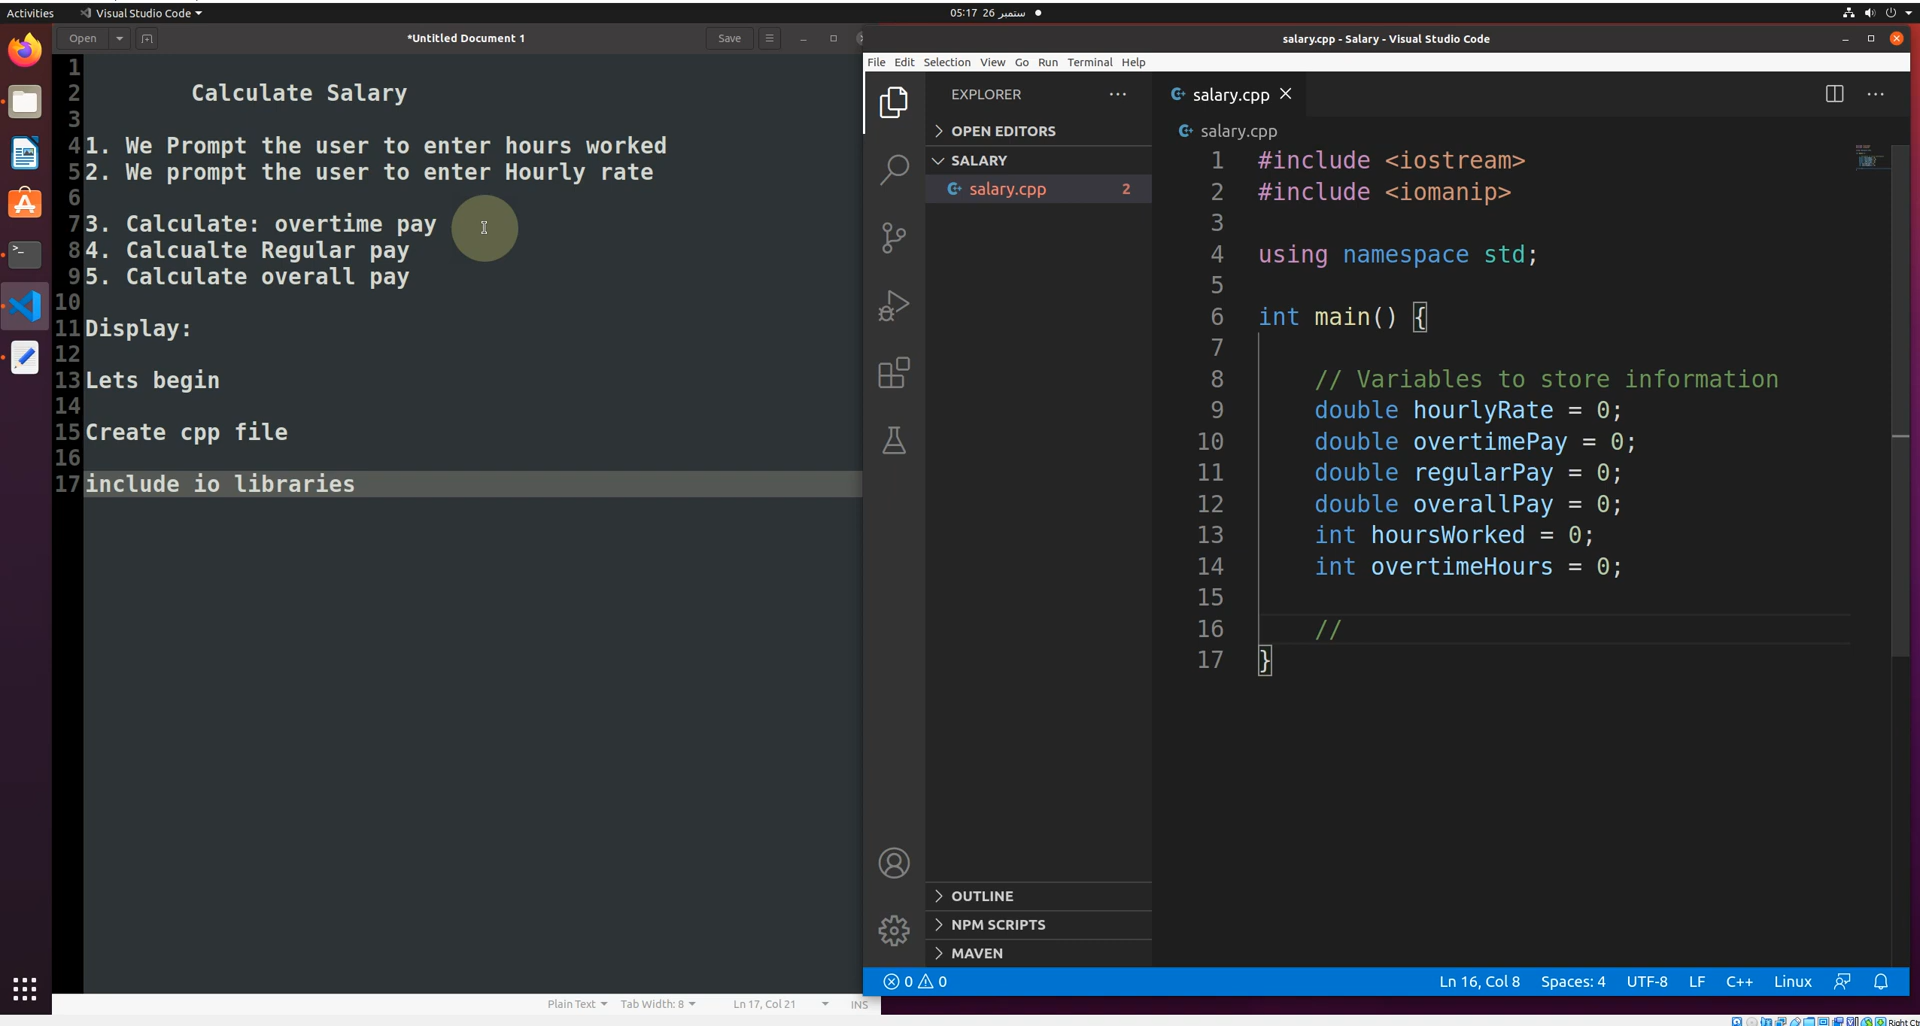 Activities
Visual Studio Code
05:17 26 ستمبر
Open
*Untitled Document 1
Save
1
2 Calculate Salary
3
4 1. We Prompt the user to enter hours worked
5 2. We prompt the user to enter Hourly rate
6
7 3. Calculate: overtime pay
8 4. Calcualte Regular pay
9 5. Calculate overall pay
10
11 Display:
12
13 Lets begin
14
15 Create cpp file
16
17 include io libraries
Plain Text
Tab Width: 8
Ln 17, Col 21
INS
salary.cpp - Salary - Visual Studio Code
File Edit Selection View Go Run Terminal Help
EXPLORER
OPEN EDITORS
SALARY
salary.cpp 2
OUTLINE
NPM SCRIPTS
MAVEN
salary.cpp
salary.cpp
1 #include <iostream>
2 #include <iomanip>
3
4 using namespace std;
5
6 int main() {
7
8 // Variables to store information
9 double hourlyRate = 0;
10 double overtimePay = 0;
11 double regularPay = 0;
12 double overallPay = 0;
13 int hoursWorked = 0;
14 int overtimeHours = 0;
15
16 //
17 }
0 0
Ln 16, Col 8
Spaces: 4
UTF-8
LF
C++
Linux
Right Ctr